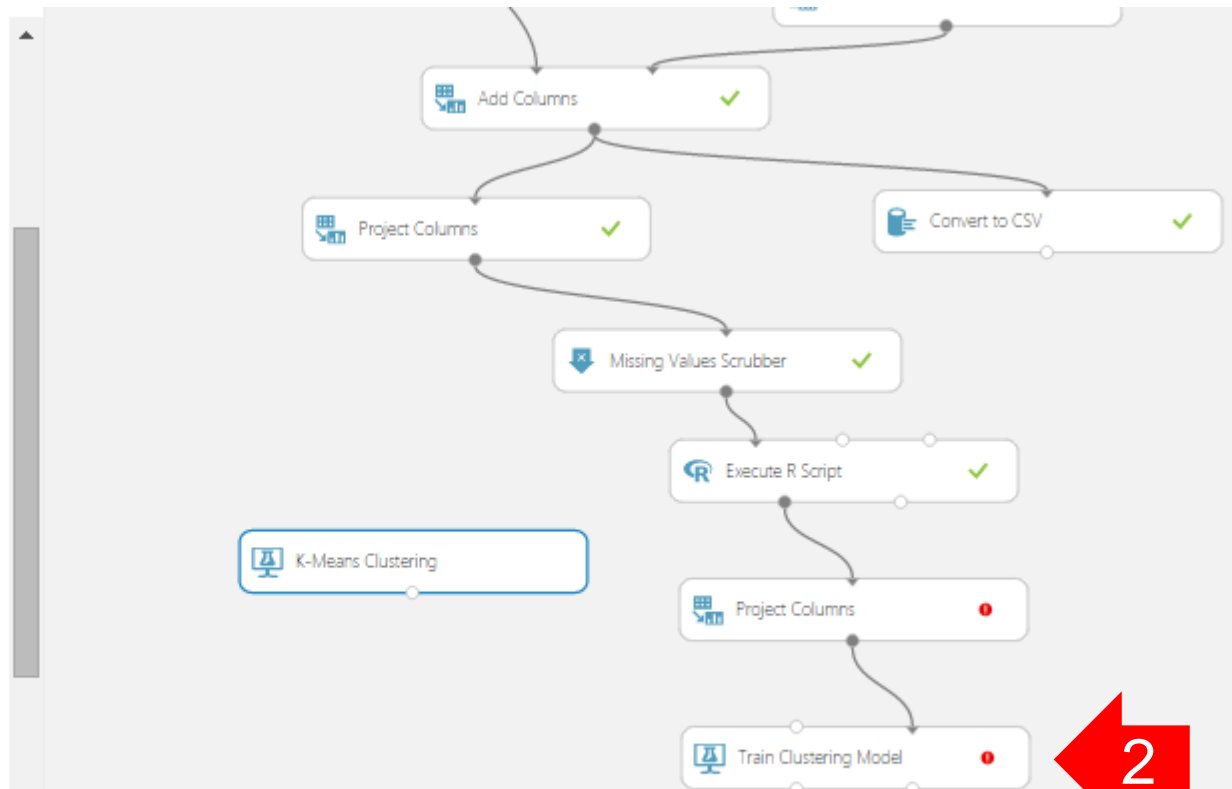 Add Columns
Project Columns
Convert to CSV
Missing Values Scrubber
Execute R Script
K-Means Clustering
Project Columns
Train Clustering Model
2